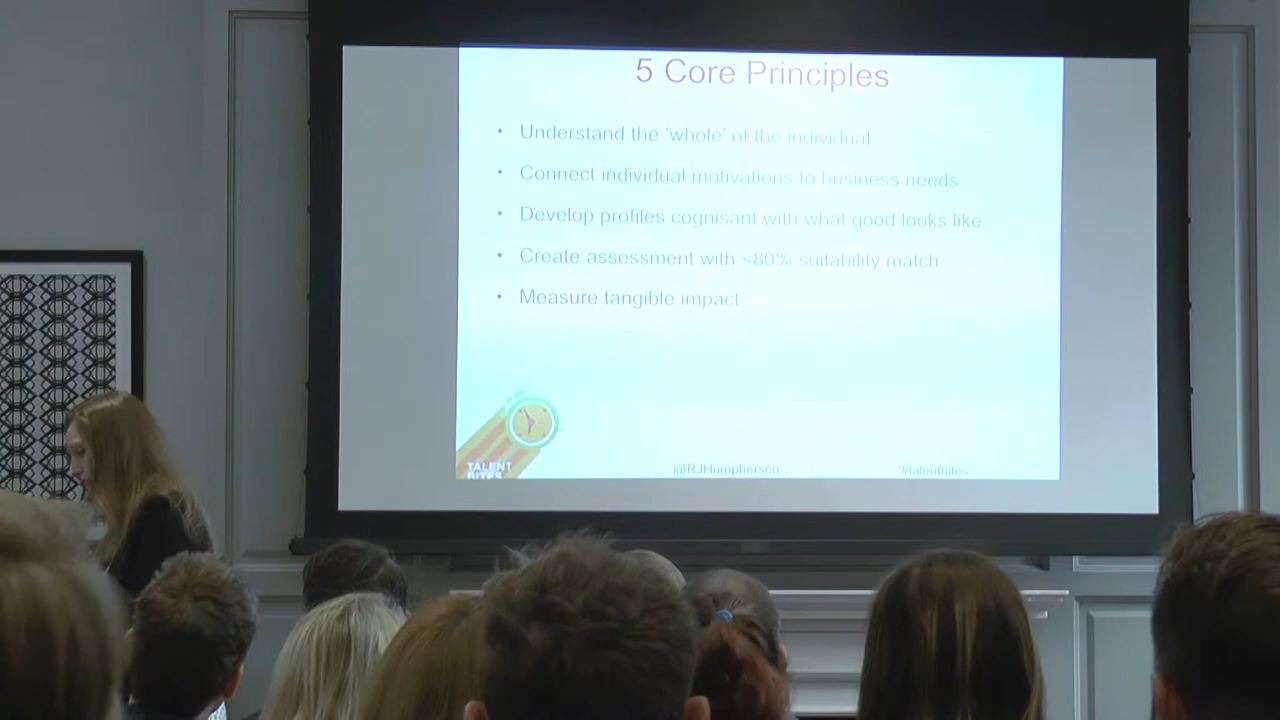 5 Core Principles
• Understand the 'whole' of the individual
• Connect individual motivations to business needs
• Develop profiles cognisant with what good looks like
• Create assessment with <80% suitability match
• Measure tangible impact
TALENT
BITES
@RJHumpherson
#talentbites